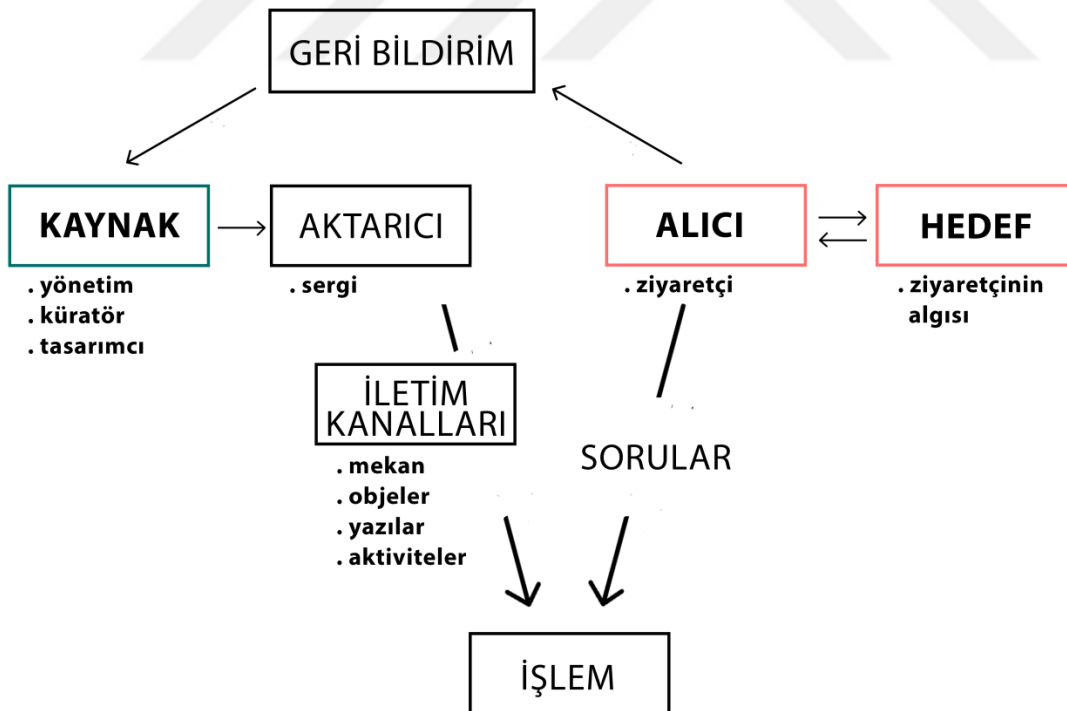 GERİ BİLDİRİM
KAYNAK
. yönetim
. küratör
. tasarımcı
AKTARICI
. sergi
ALICI
. ziyaretçi
HEDEF
. ziyaretçinin
algısı
İLETİM
KANALLARI
. mekan
. objeler
. yazılar
. aktiviteler
SORULAR
İŞLEM